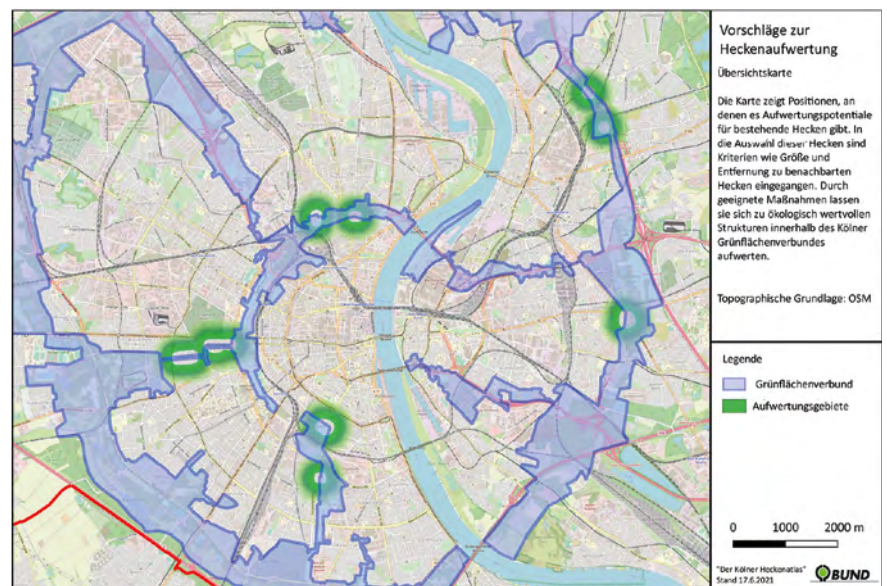 Vorschläge zur
Heckenaufwertung
Übersichtskarte
Die Karte zeigt Positionen, an
denen es Aufwertungspotentiale
für bestehende Hecken gibt. In
die Auswahl dieser Hecken sind
Kriterien wie Größe und
Entfernung zu benachbarten
Hecken eingegangen. Durch
geeignete Maßnahmen lassen
sie sich zu ökologisch wertvollen
Strukturen innerhalb des Kölner
Grünflächenverbundes
aufwerten.
Topographische Grundlage: OSM
Legende
Grünflächenverbund
Aufwertungsgebiete
0 1000 2000 m
"Der Kölner Heckenatlas"
Stand 17.6.2021
BUND